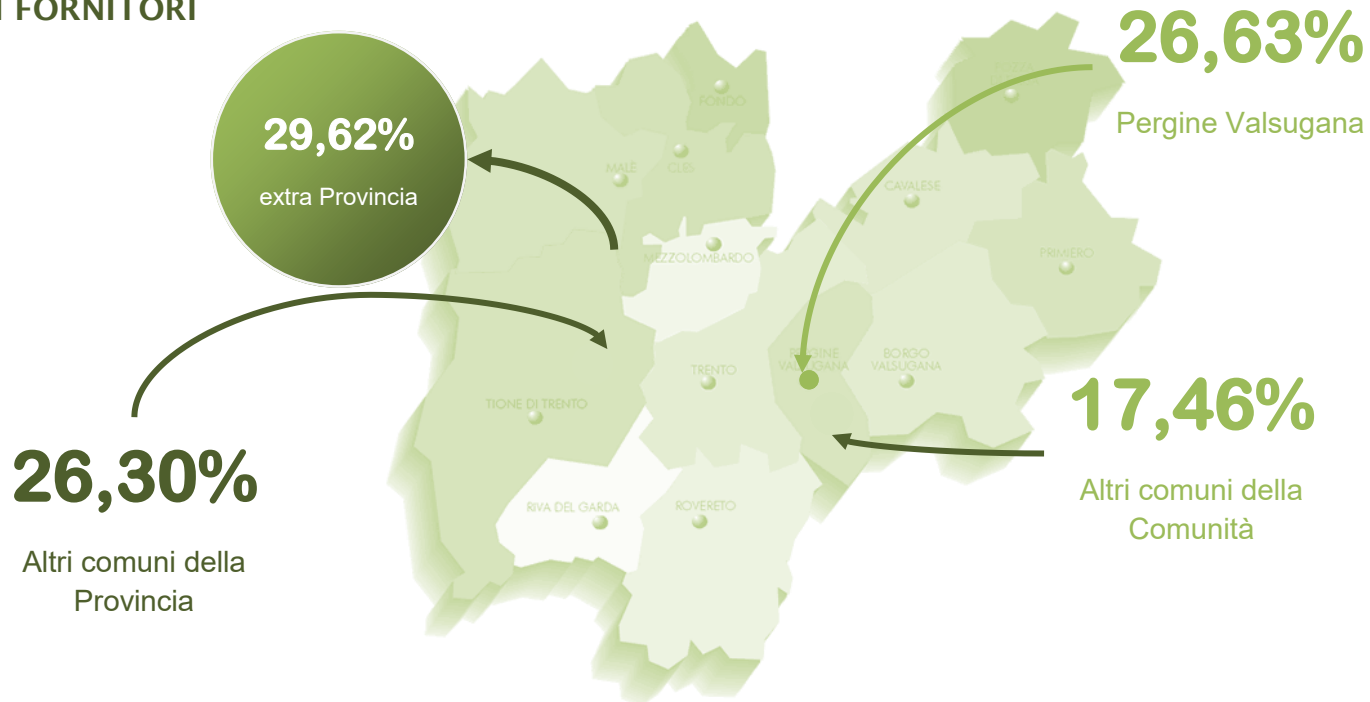 I FORNITORI
26,63%
Pergine Valsugana
29,62%
extra Provincia
FONDO
MALÈ
CLES
CAVALESE
MEZZOLOMBARDO
PRIMIERO
PERGINE
VALSUGANA
BORGO
VALSUGANA
TRENTO
TIONE DI TRENTO
17,46%
Altri comuni della
Comunità
26,30%
Altri comuni della
Provincia
RIVA DEL GARDA
ROVERETO